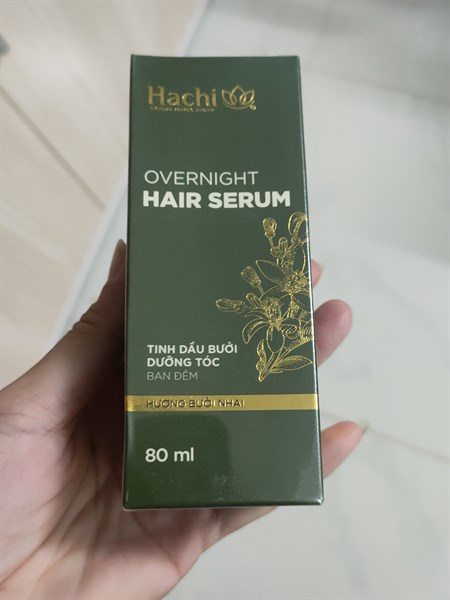 Hachi
OVERNIGHT
HAIR SERUM
TINH DẦU BƯỞI
DƯỠNG TÓC
BAN ĐÊM
HƯƠNG BƯỞI NHÀI
80 ml